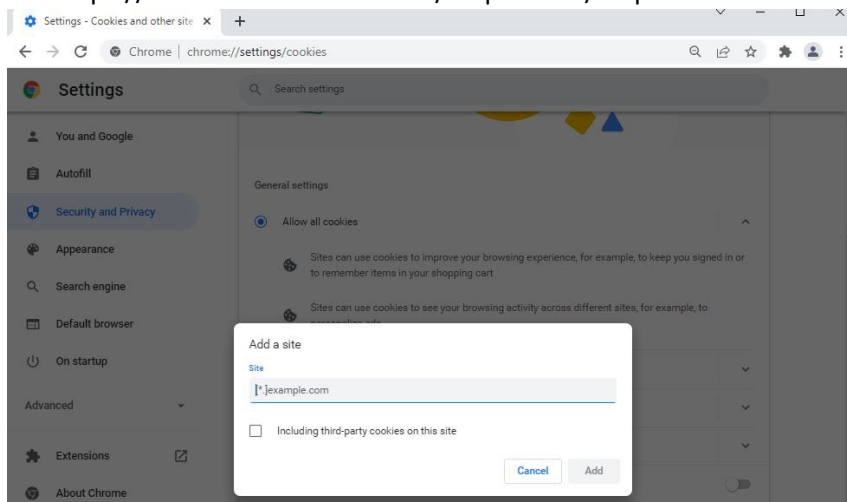 Settings - Cookies and other site
Chrome | chrome://settings/cookies
Settings
Search settings
You and Google
Autofill
Security and Privacy
Appearance
Search engine
Default browser
On startup
Advanced
Extensions
About Chrome
General settings
Allow all cookies
Sites can use cookies to improve your browsing experience, for example, to keep you signed in or
to remember items in your shopping cart
Sites can use cookies to see your browsing activity across different sites, for example, to
Add a site
Site
[*.]example.com
Including third-party cookies on this site
Cancel
Add